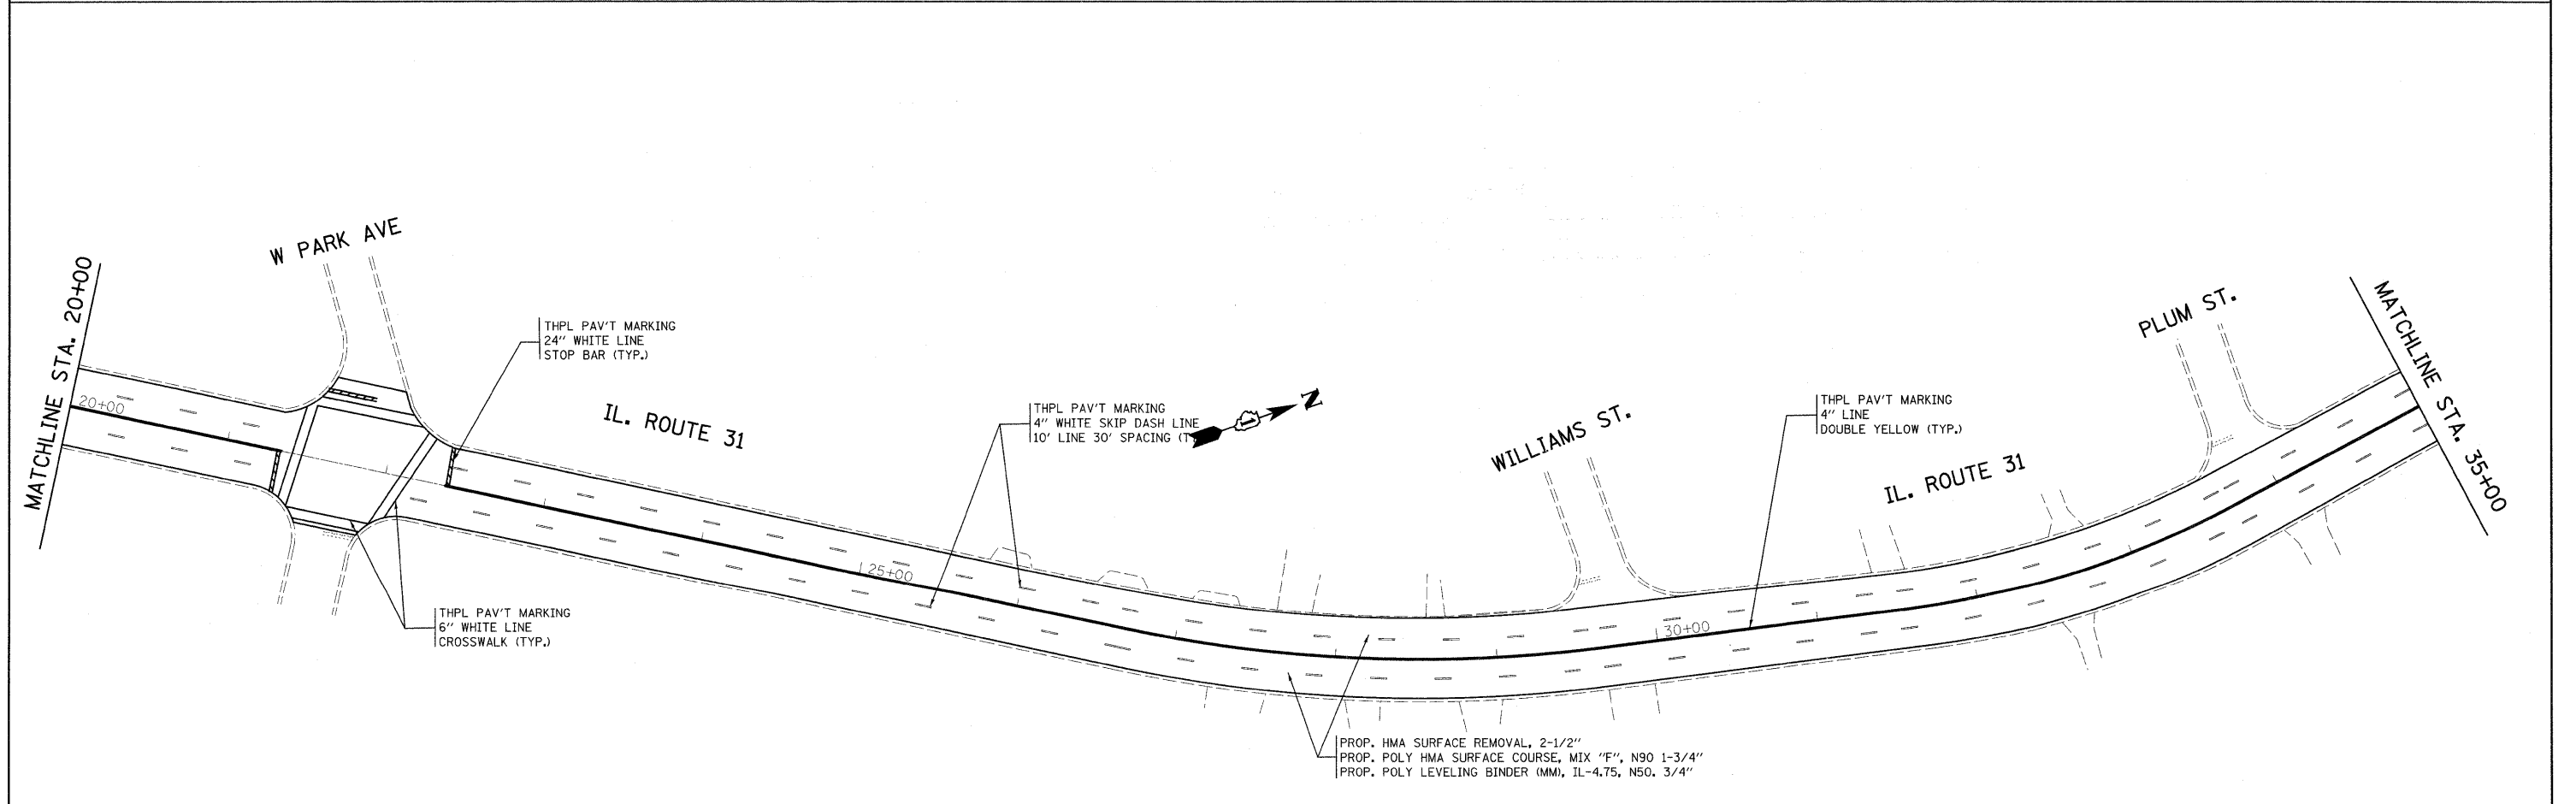 W PARK AVE
MATCHLINE STA. 20+00
20+00
THPL PAV'T MARKING
24" WHITE LINE
STOP BAR (TYP.)
IL. ROUTE 31
THPL PAV'T MARKING
6" WHITE LINE
CROSSWALK (TYP.)
25+00
THPL PAV'T MARKING
4" WHITE SKIP DASH LINE
10' LINE 30' SPACING
N
WILLIAMS ST.
30+00
THPL PAV'T MARKING
4" LINE
DOUBLE YELLOW (TYP.)
IL. ROUTE 31
PLUM ST.
MATCHLINE STA. 35+00
PROP. HMA SURFACE REMOVAL, 2-1/2"
PROP. POLY HMA SURFACE COURSE, MIX "F", N90 1-3/4"
PROP. POLY LEVELING BINDER (MM), IL-4.75, N50. 3/4"